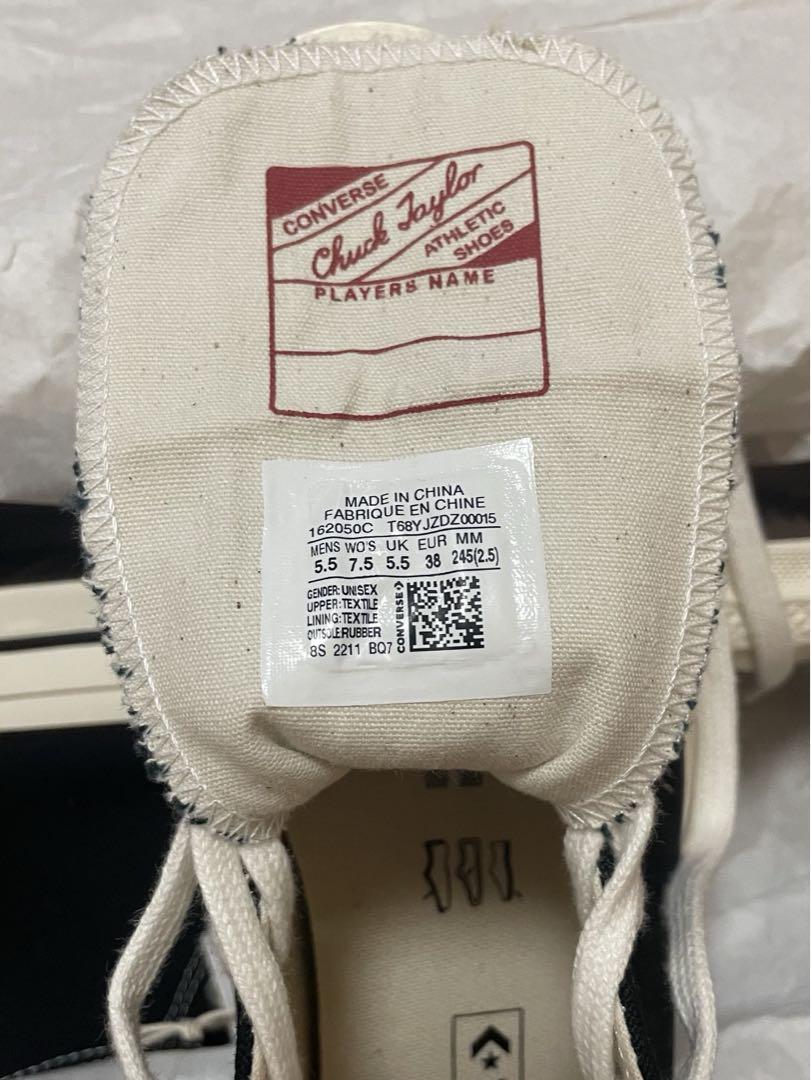 CONVERSE
Chuck Taylor
ATHLETIC
SHOES
PLAYERS NAME
MADE IN CHINA
FABRIQUE EN CHINE
162050C T68YJZDZ00015
MENS WO'S UK EUR MM
5.5 7.5 5.5 38 245(2.5)
GENDER: UNISEX
UPPER: TEXTILE
LINING: TEXTILE
OUTSOLE: RUBBER
8S 2211 BQ7
CONVERSE